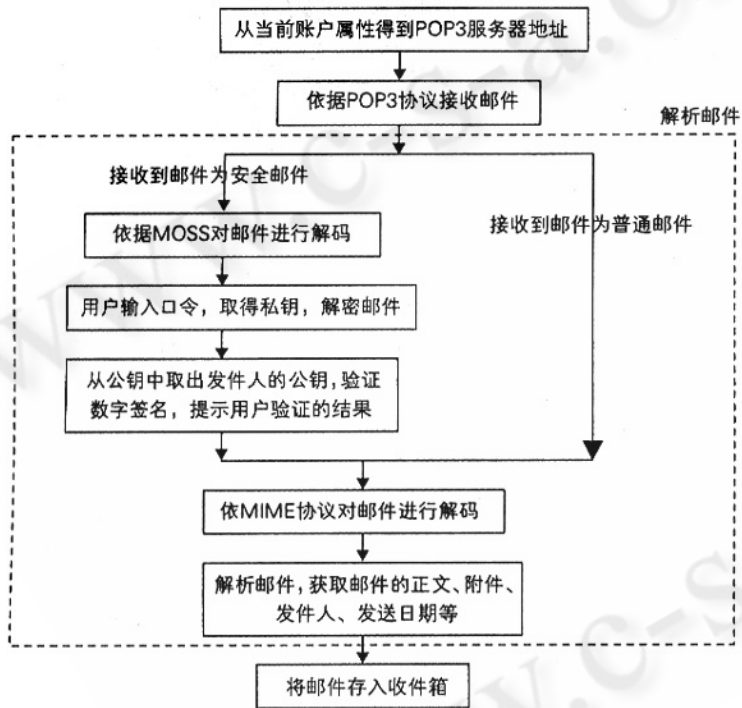 从当前账户属性得到POP3服务器地址
依据POP3协议接收邮件
解析邮件
接收到邮件为安全邮件
接收到邮件为普通邮件
依据MOSS对邮件进行解码
用户输入口令，取得私钥，解密邮件
从公钥中取出发件人的公钥,验证
数字签名，提示用户验证的结果
依MIME协议对邮件进行解码
解析邮件,获取邮件的正文、附件、
发件人、发送日期等
将邮件存入收件箱